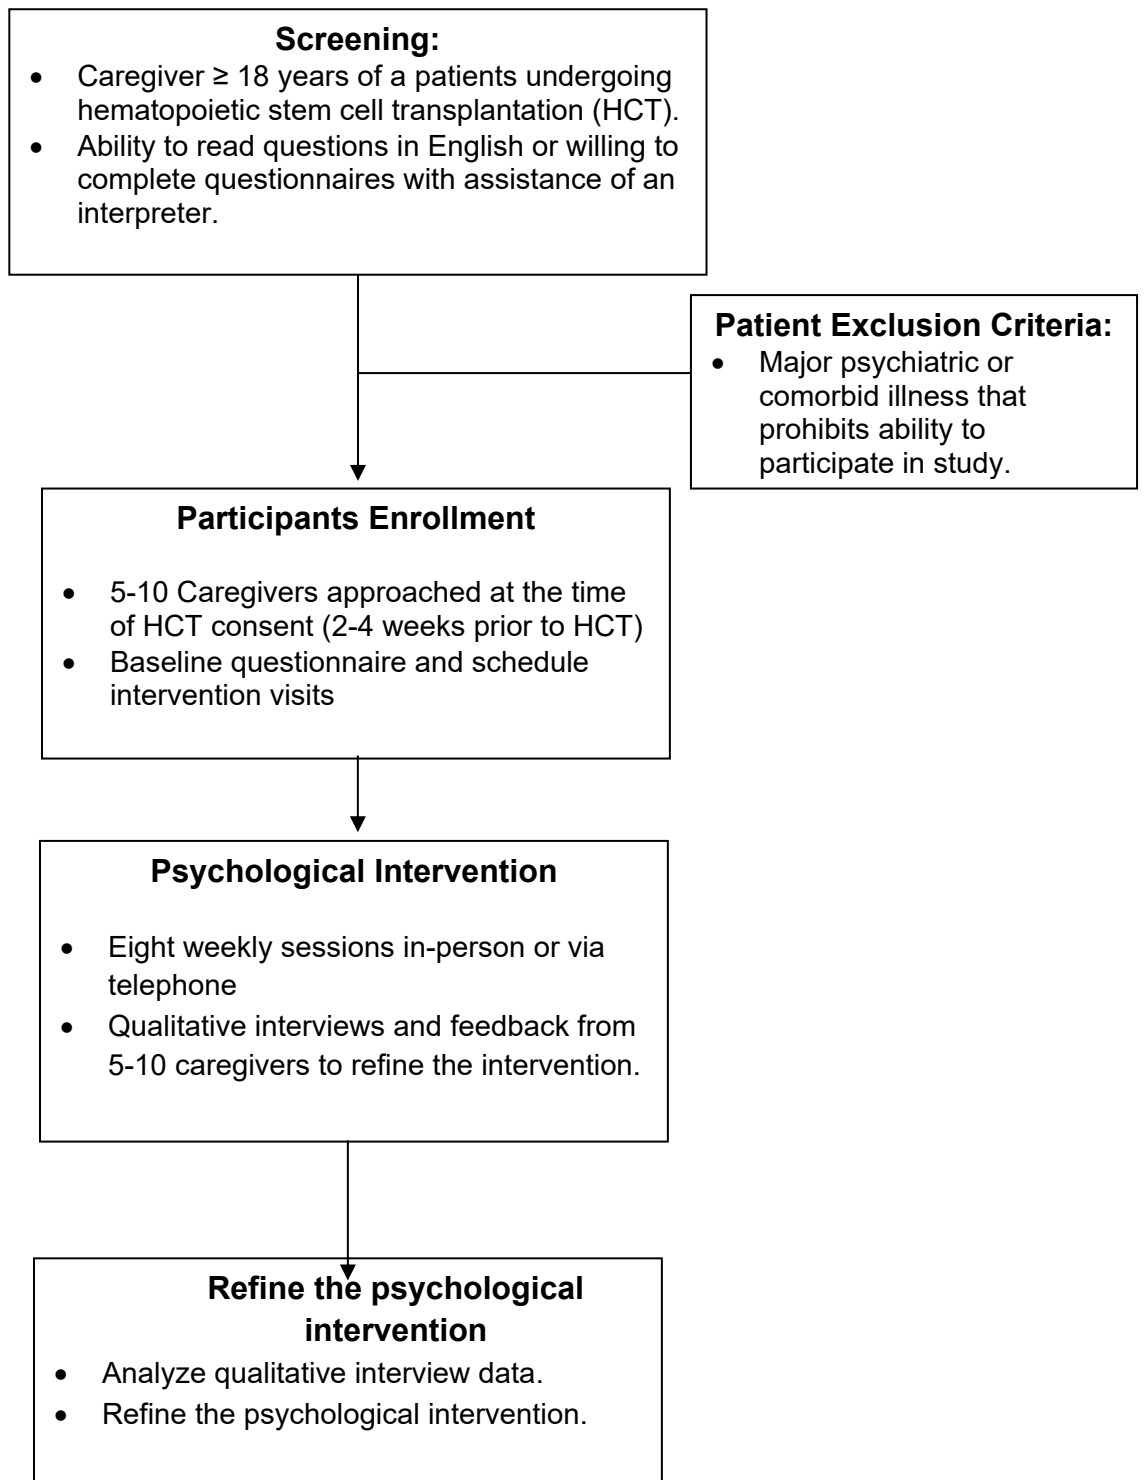 Screening:
• Caregiver ≥ 18 years of a patients undergoing
hematopoietic stem cell transplantation (HCT).
• Ability to read questions in English or willing to
complete questionnaires with assistance of an
interpreter.
Patient Exclusion Criteria:
• Major psychiatric or
comorbid illness that
prohibits ability to
participate in study.
Participants Enrollment
• 5-10 Caregivers approached at the time
of HCT consent (2-4 weeks prior to HCT)
• Baseline questionnaire and schedule
intervention visits
Psychological Intervention
• Eight weekly sessions in-person or via
telephone
• Qualitative interviews and feedback from
5-10 caregivers to refine the intervention.
Refine the psychological
intervention
• Analyze qualitative interview data.
• Refine the psychological intervention.